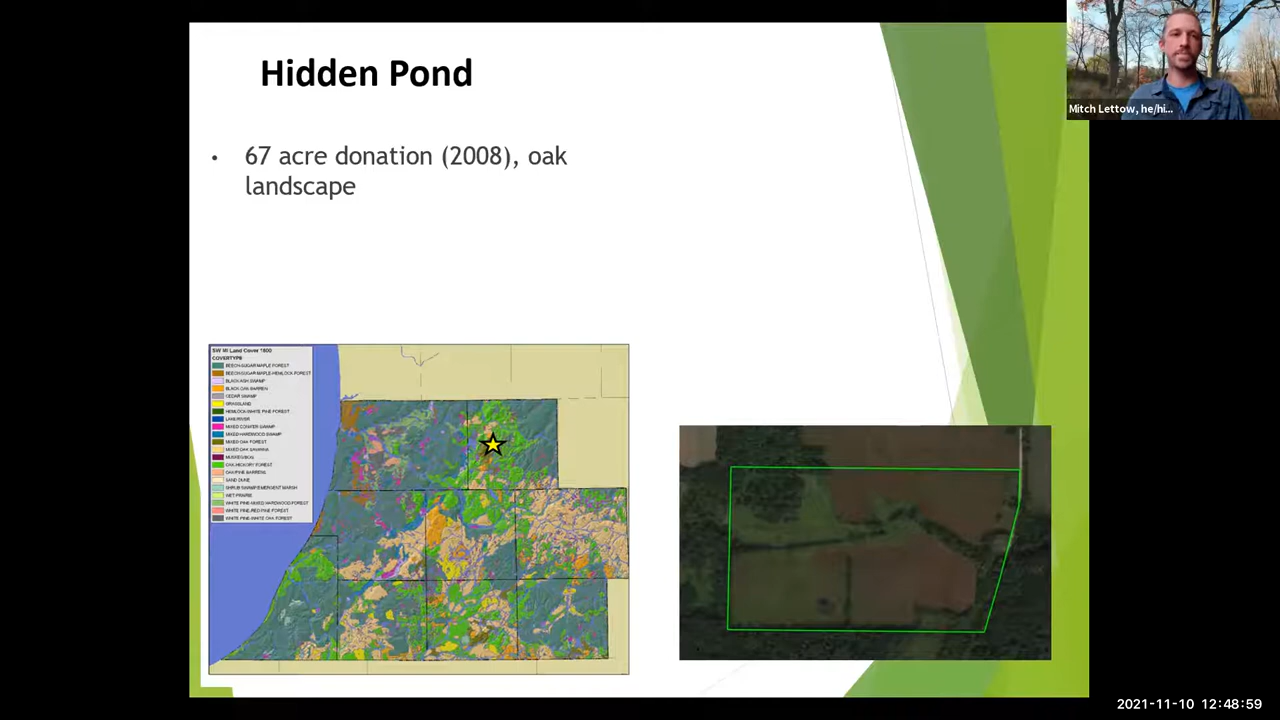 Hidden Pond
Mitch Lettow, he/hi...
• 67 acre donation (2008), oak
landscape
SW MI Land Cover 1800
COVERTYPE
BEECH-SUGAR MAPLE FOREST
BEECH-SUGAR MAPLE-HEMLOCK FOREST
BLACK ASH SWAMP
BLACK OAK BARREN
CEDAR SWAMP
GRASSLAND
HEMLOCK-WHITE PINE FOREST
LAKE/RIVER
MIXED CONIFER SWAMP
MIXED HARDWOOD SWAMP
MIXED OAK FOREST
MIXED OAK SAVANNA
MUSKEG/BOG
OAK-HICKORY FOREST
OAK/PINE BARRENS
SAND DUNE
SHRUB SWAMP/EMERGENT MARSH
WET PRAIRIE
WHITE PINE-MIXED HARDWOOD FOREST
WHITE PINE-RED PINE FOREST
WHITE PINE-WHITE OAK FOREST
2021-11-10 12:48:59